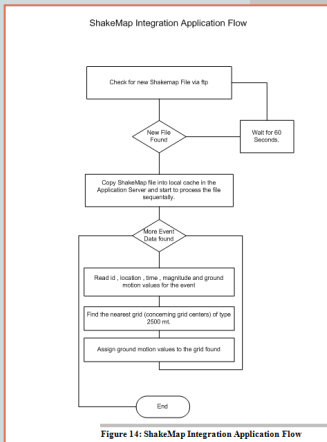 ShakeMap Integration Application Flow
Check for new Shakemap File via ftp
New File
Found
Wait for 60
Seconds.
Copy ShakeMap file into local cache in the
Application Server and start to process the file
sequentally.
More Event
Data found
Read id , location , time , magnitude and ground
motion values for the event
Find the nearest grid (concerning grid centers) of type
2500 mt.
Assign ground motion values to the grid found
End
Figure 14: ShakeMap Integration Application Flow